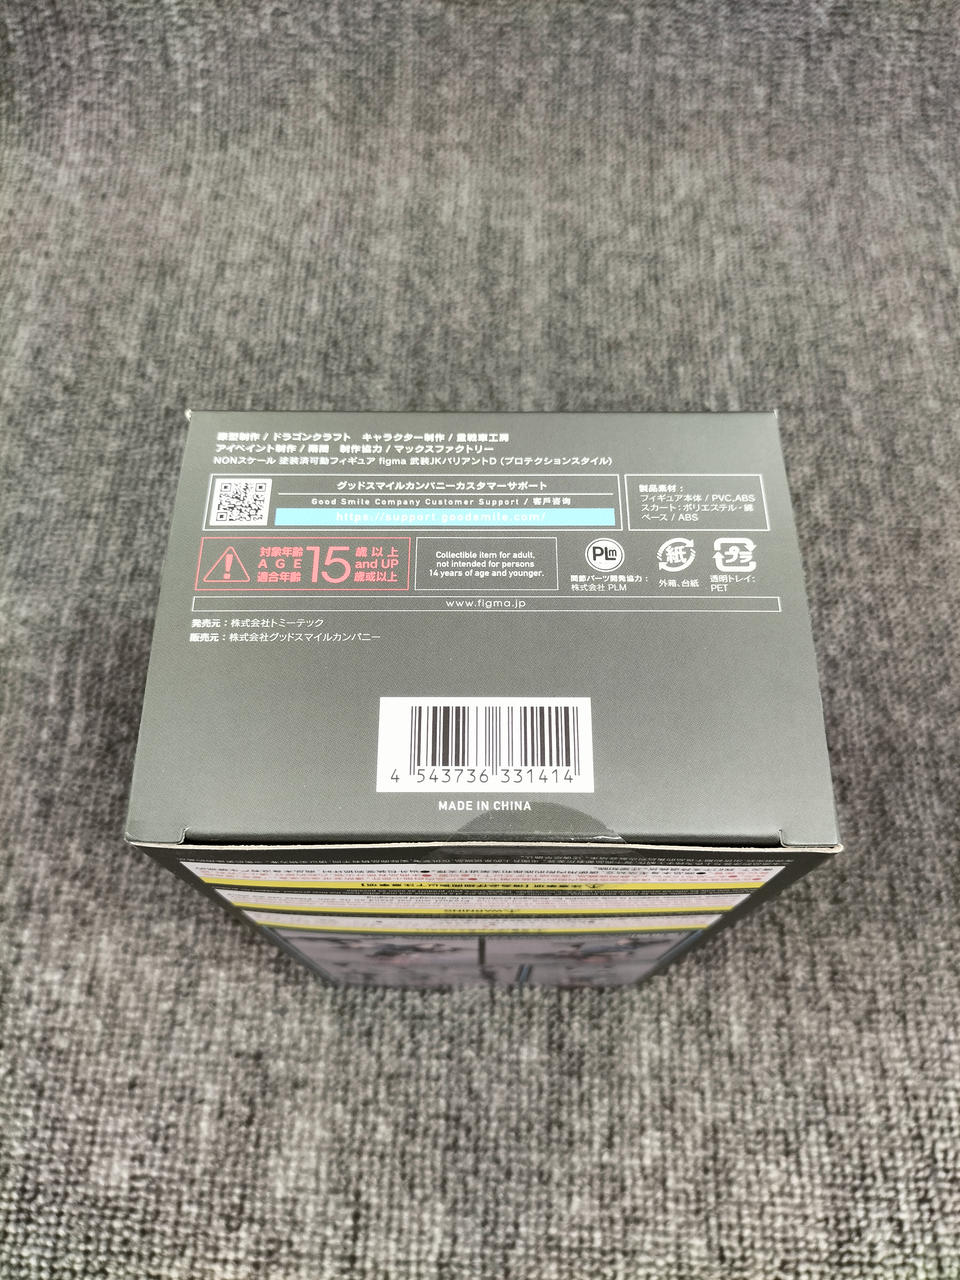 原型制作 / ドラゴンクラフト　キャラクター制作 / 重戦車工房
アイペイント制作 / 兩間　制作協力 / マックスファクトリー
NONスケール 塗装済可動フィギュア figma 武装JKバリアントD (プロテクションスタイル)
グッドスマイルカンパニーカスタマーサポート
Good Smile Company Customer Support / 客戶咨询
https://support.goodsmile.com/
製品素材：
フィギュア本体 / PVC,ABS
スカート：ポリエステル・綿
ベース / ABS
対象年齢 15 歳以上
AGE and UP
適合年齡 歲或以上
Collectible item for adult,
not intended for persons
14 years of age and younger.
PLm
関節パーツ開発協力：
株式会社 PLM
紙
外箱、台紙
プラ
透明トレイ：
PET
www.figma.jp
発売元：株式会社トミーテック
販売元：株式会社グッドスマイルカンパニー
4 543736 331414
MADE IN CHINA
⚠WARNING